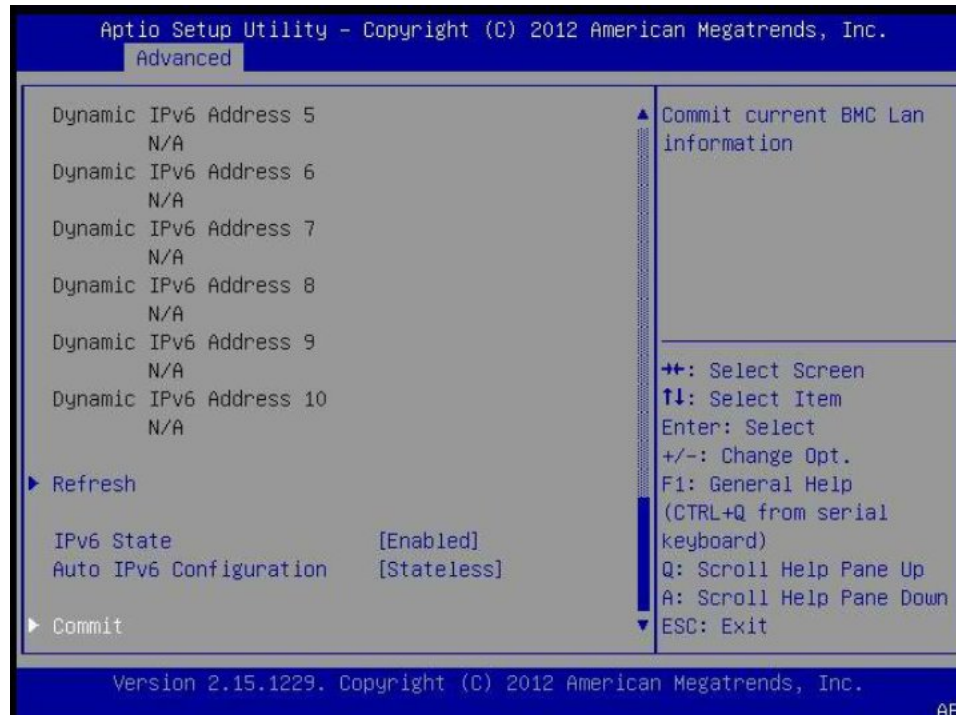 Aptio Setup Utility – Copyright (C) 2012 American Megatrends, Inc.
Advanced
Dynamic IPv6 Address 5
N/A
Dynamic IPv6 Address 6
N/A
Dynamic IPv6 Address 7
N/A
Dynamic IPv6 Address 8
N/A
Dynamic IPv6 Address 9
N/A
Dynamic IPv6 Address 10
N/A
Refresh
IPv6 State [Enabled]
Auto IPv6 Configuration [Stateless]
Commit
Commit current BMC Lan
information
→←: Select Screen
↑↓: Select Item
Enter: Select
+/-: Change Opt.
F1: General Help
(CTRL+Q from serial
keyboard)
Q: Scroll Help Pane Up
A: Scroll Help Pane Down
ESC: Exit
Version 2.15.1229. Copyright (C) 2012 American Megatrends, Inc.